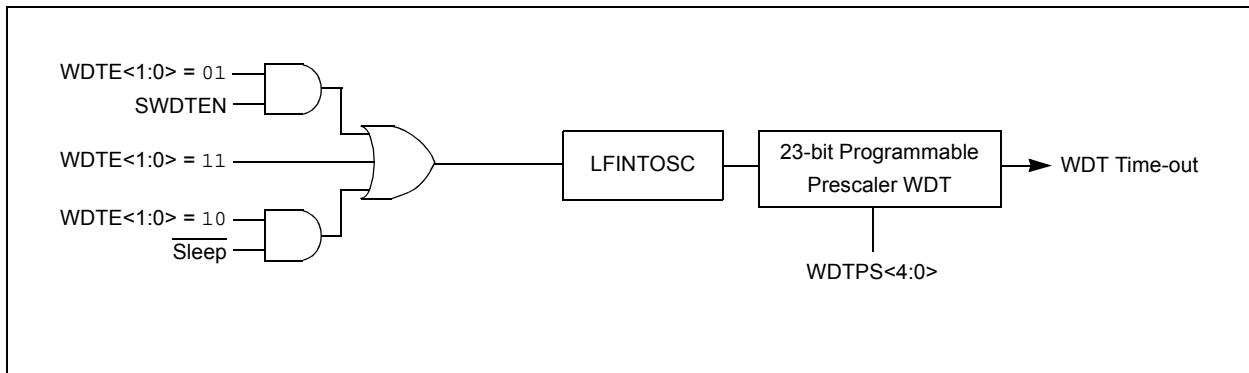 WDTE<1:0> = 01
SWDTEN
WDTE<1:0> = 11
WDTE<1:0> = 10
Sleep
LFINTOSC
23-bit Programmable
Prescaler WDT
WDT Time-out
WDTPS<4:0>